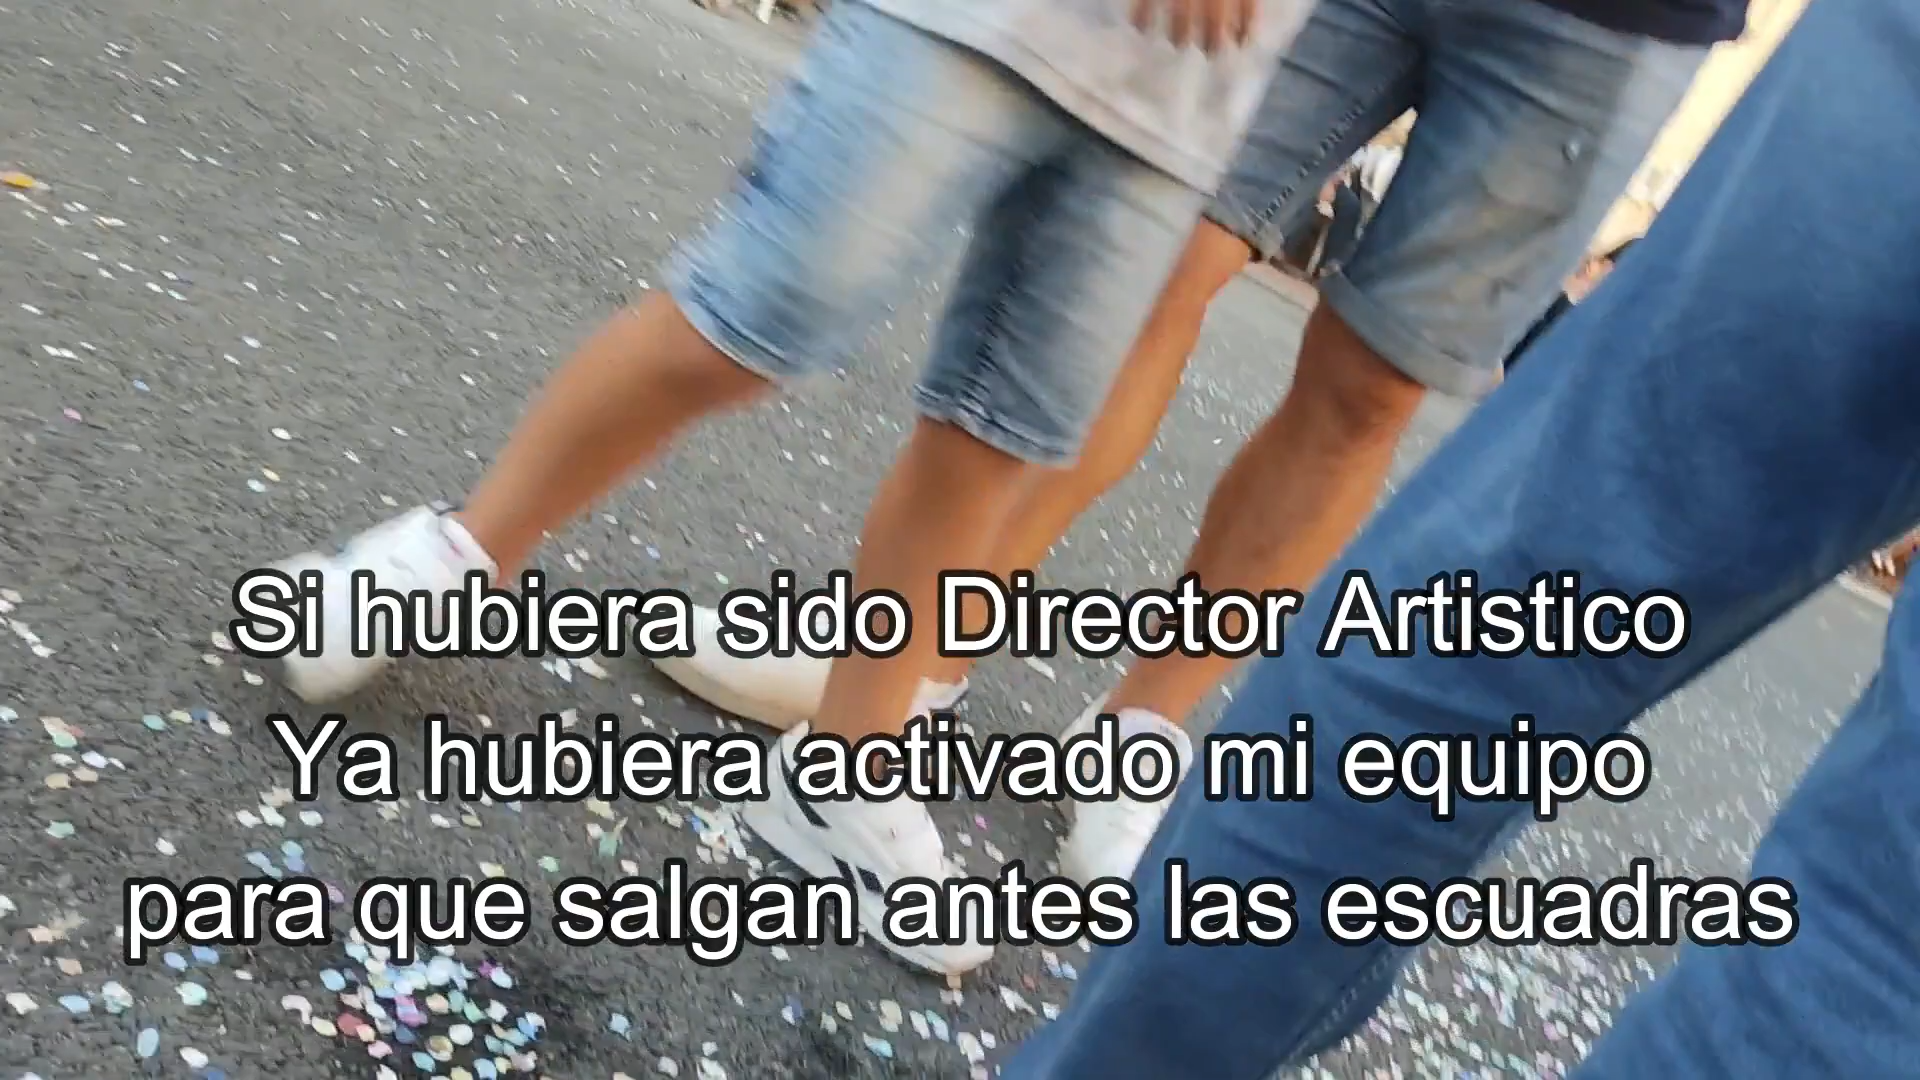 Si hubiera sido Director Artistico
Ya hubiera activado mi equipo
para que salgan antes las escuadras